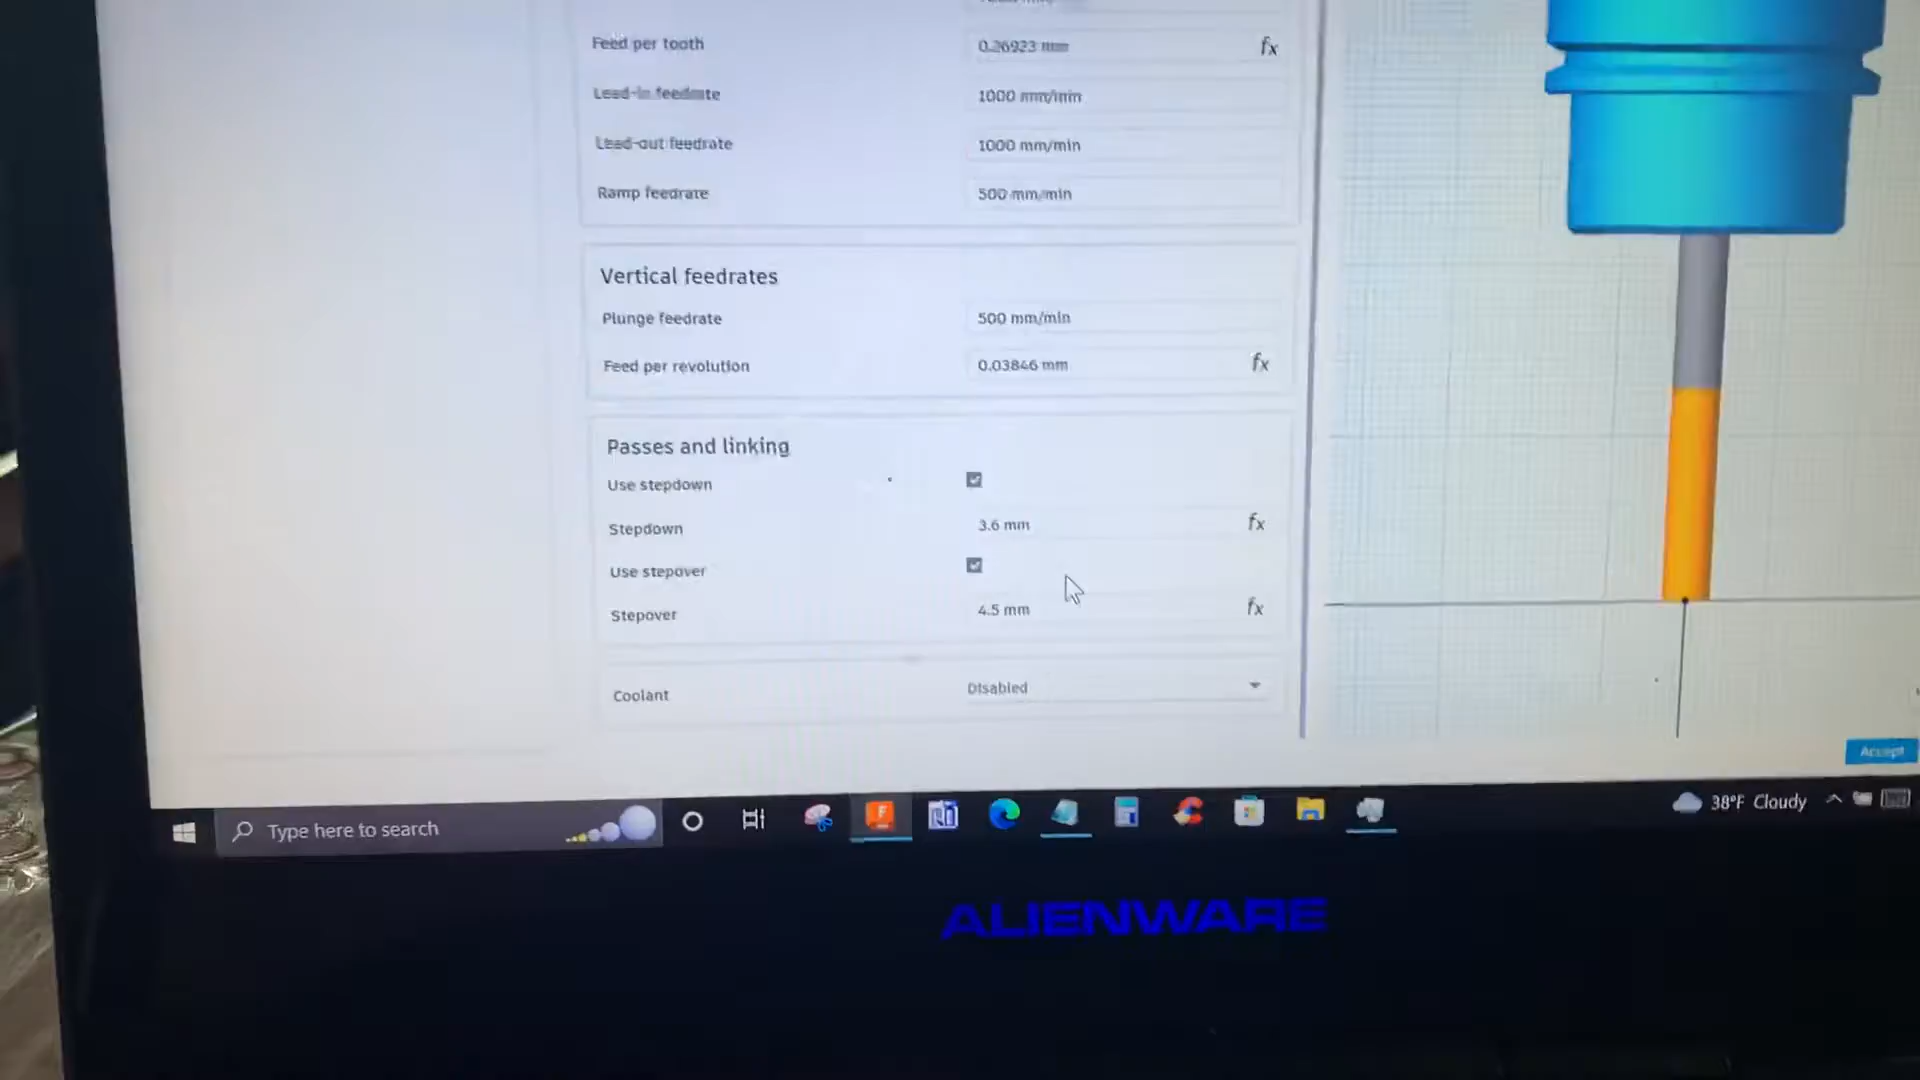 Feed per tooth 0.26923 mm fx
Lead-in feedrate 1000 mm/min
Lead-out feedrate 1000 mm/min
Ramp feedrate 500 mm/min
Vertical feedrates
Plunge feedrate 500 mm/min
Feed per revolution 0.03846 mm fx
Passes and linking
Use stepdown
Stepdown 3.6 mm fx
Use stepover
Stepover 4.5 mm fx
Coolant Disabled
Accept
Type here to search
38°F Cloudy
ALIENWARE